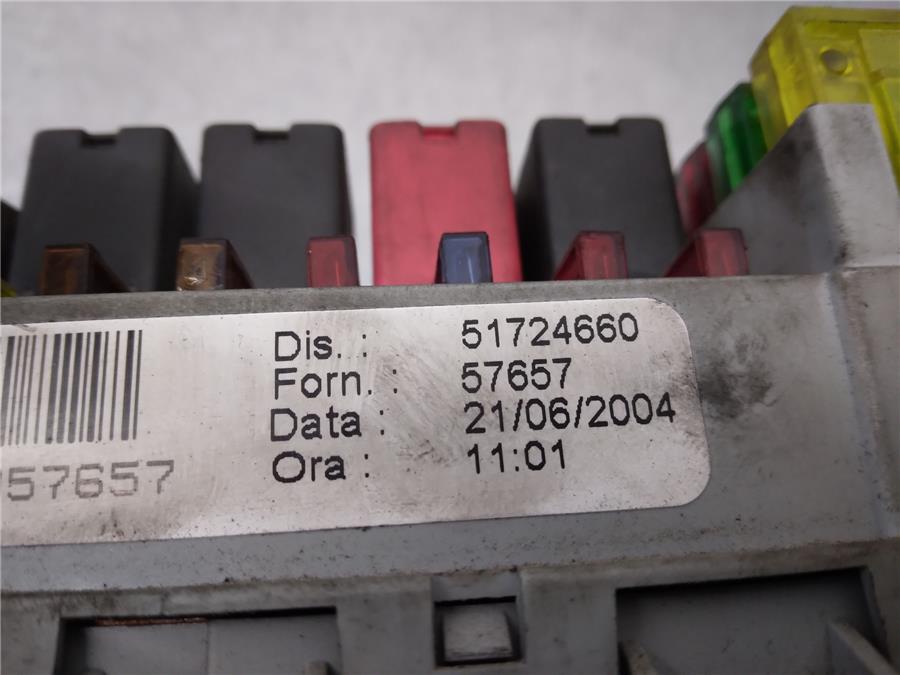 Dis. : 51724660
Forn. : 57657
Data : 21/06/2004
Ora : 11:01
57657